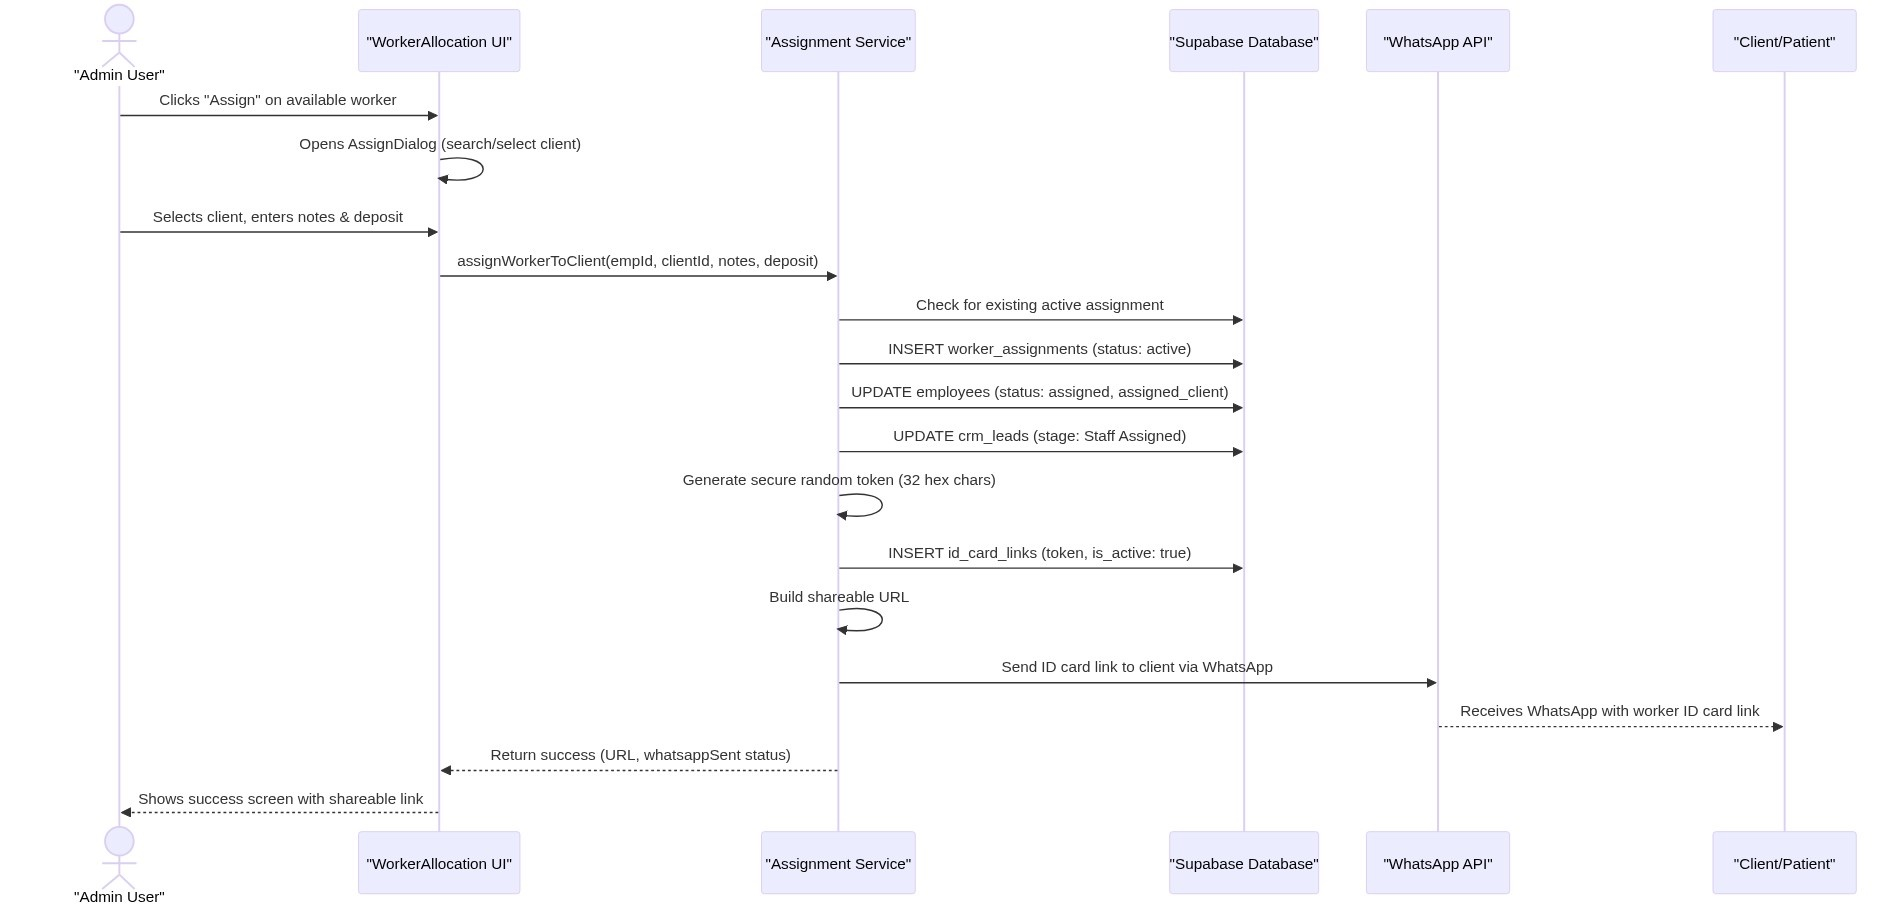 "Admin User"
"WorkerAllocation UI"
"Assignment Service"
"Supabase Database"
"WhatsApp API"
"Client/Patient"
Clicks "Assign" on available worker
Opens AssignDialog (search/select client)
Selects client, enters notes & deposit
assignWorkerToClient(empId, clientId, notes, deposit)
Check for existing active assignment
INSERT worker_assignments (status: active)
UPDATE employees (status: assigned, assigned_client)
UPDATE crm_leads (stage: Staff Assigned)
Generate secure random token (32 hex chars)
INSERT id_card_links (token, is_active: true)
Build shareable URL
Send ID card link to client via WhatsApp
Receives WhatsApp with worker ID card link
Return success (URL, whatsappSent status)
Shows success screen with shareable link
"Admin User"
"WorkerAllocation UI"
"Assignment Service"
"Supabase Database"
"WhatsApp API"
"Client/Patient"